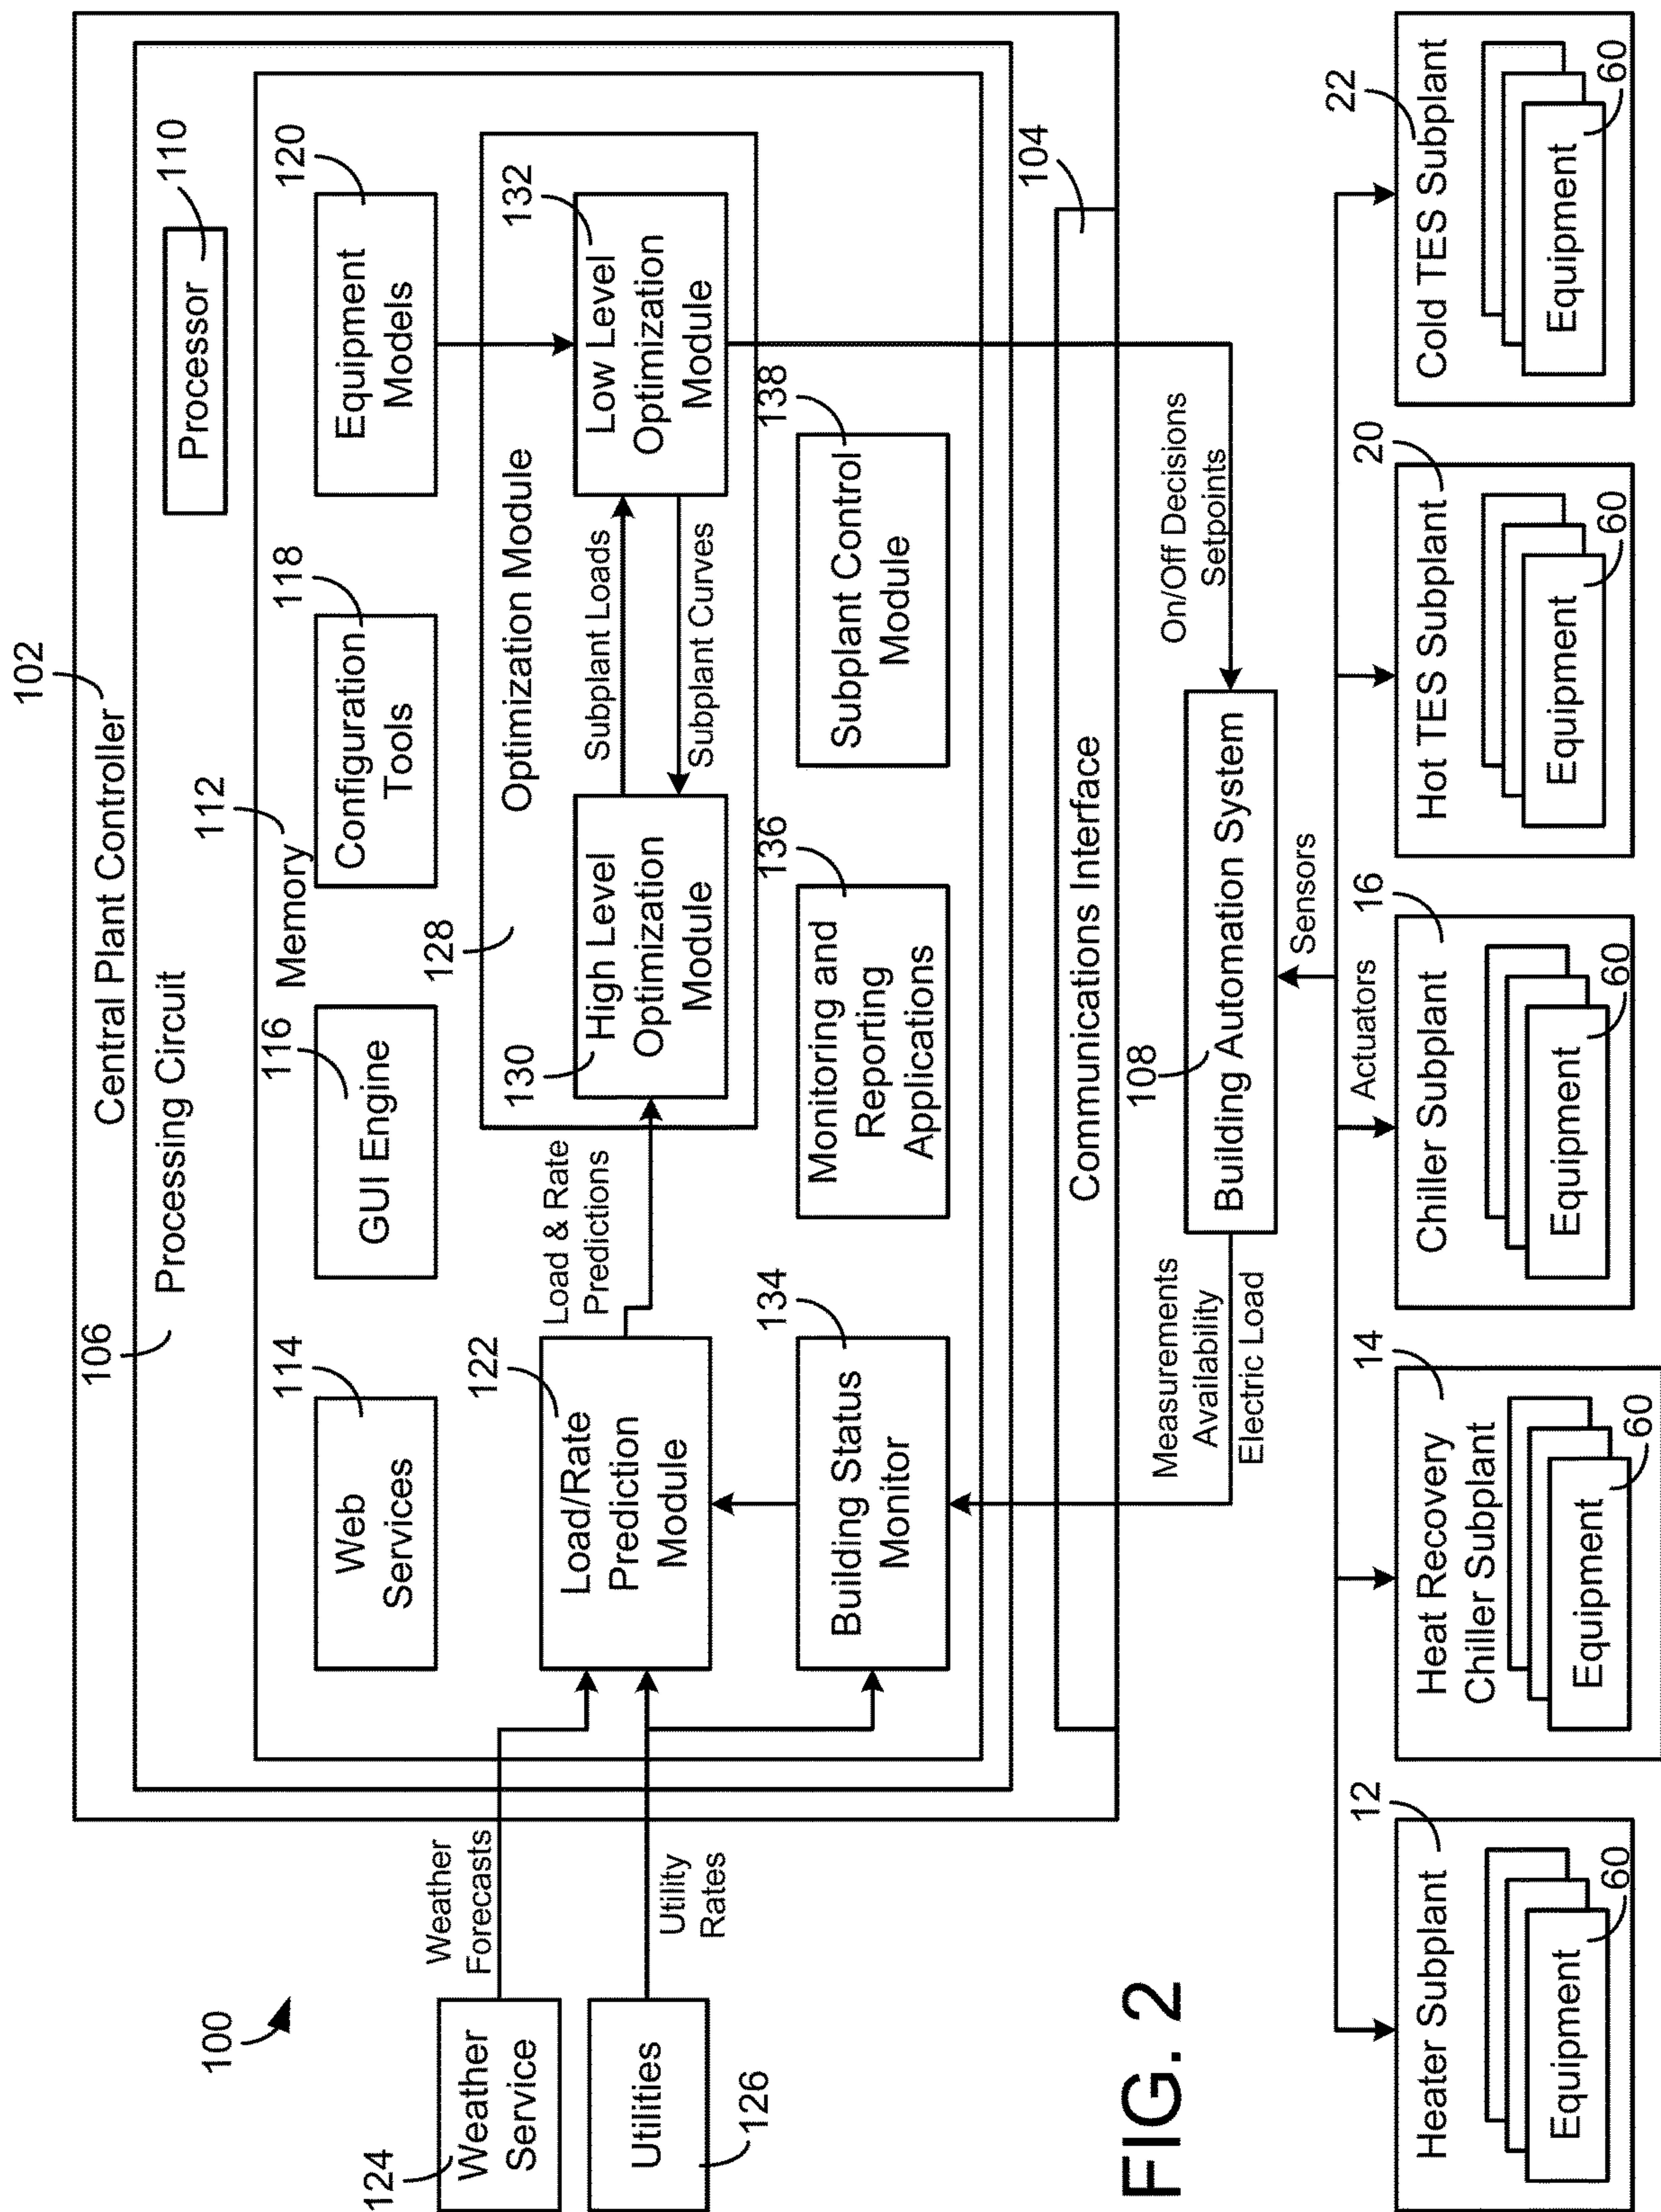 100
102
Central Plant Controller
106
Processing Circuit
Processor
110
112
Memory
114
Web
Services
116
GUI Engine
118
Configuration
Tools
120
Equipment
Models
124
Weather
Service
Weather
Forecasts
Utilities
126
Utility
Rates
122
Load/Rate
Prediction
Module
Load & Rate
Predictions
128
Optimization Module
130
High Level
Optimization
Module
Subplant Loads
Subplant Curves
132
Low Level
Optimization
Module
134
Building Status
Monitor
136
Monitoring and
Reporting
Applications
138
Subplant Control
Module
Communications Interface
104
Measurements
Availability
Electric Load
108
Building Automation System
On/Off Decisions
Setpoints
Actuators
Sensors
12
Heater Subplant
Equipment
60
14
Heat Recovery
Chiller Subplant
Equipment
60
16
Chiller Subplant
Equipment
60
20
Hot TES Subplant
Equipment
60
22
Cold TES Subplant
Equipment
60
FIG. 2